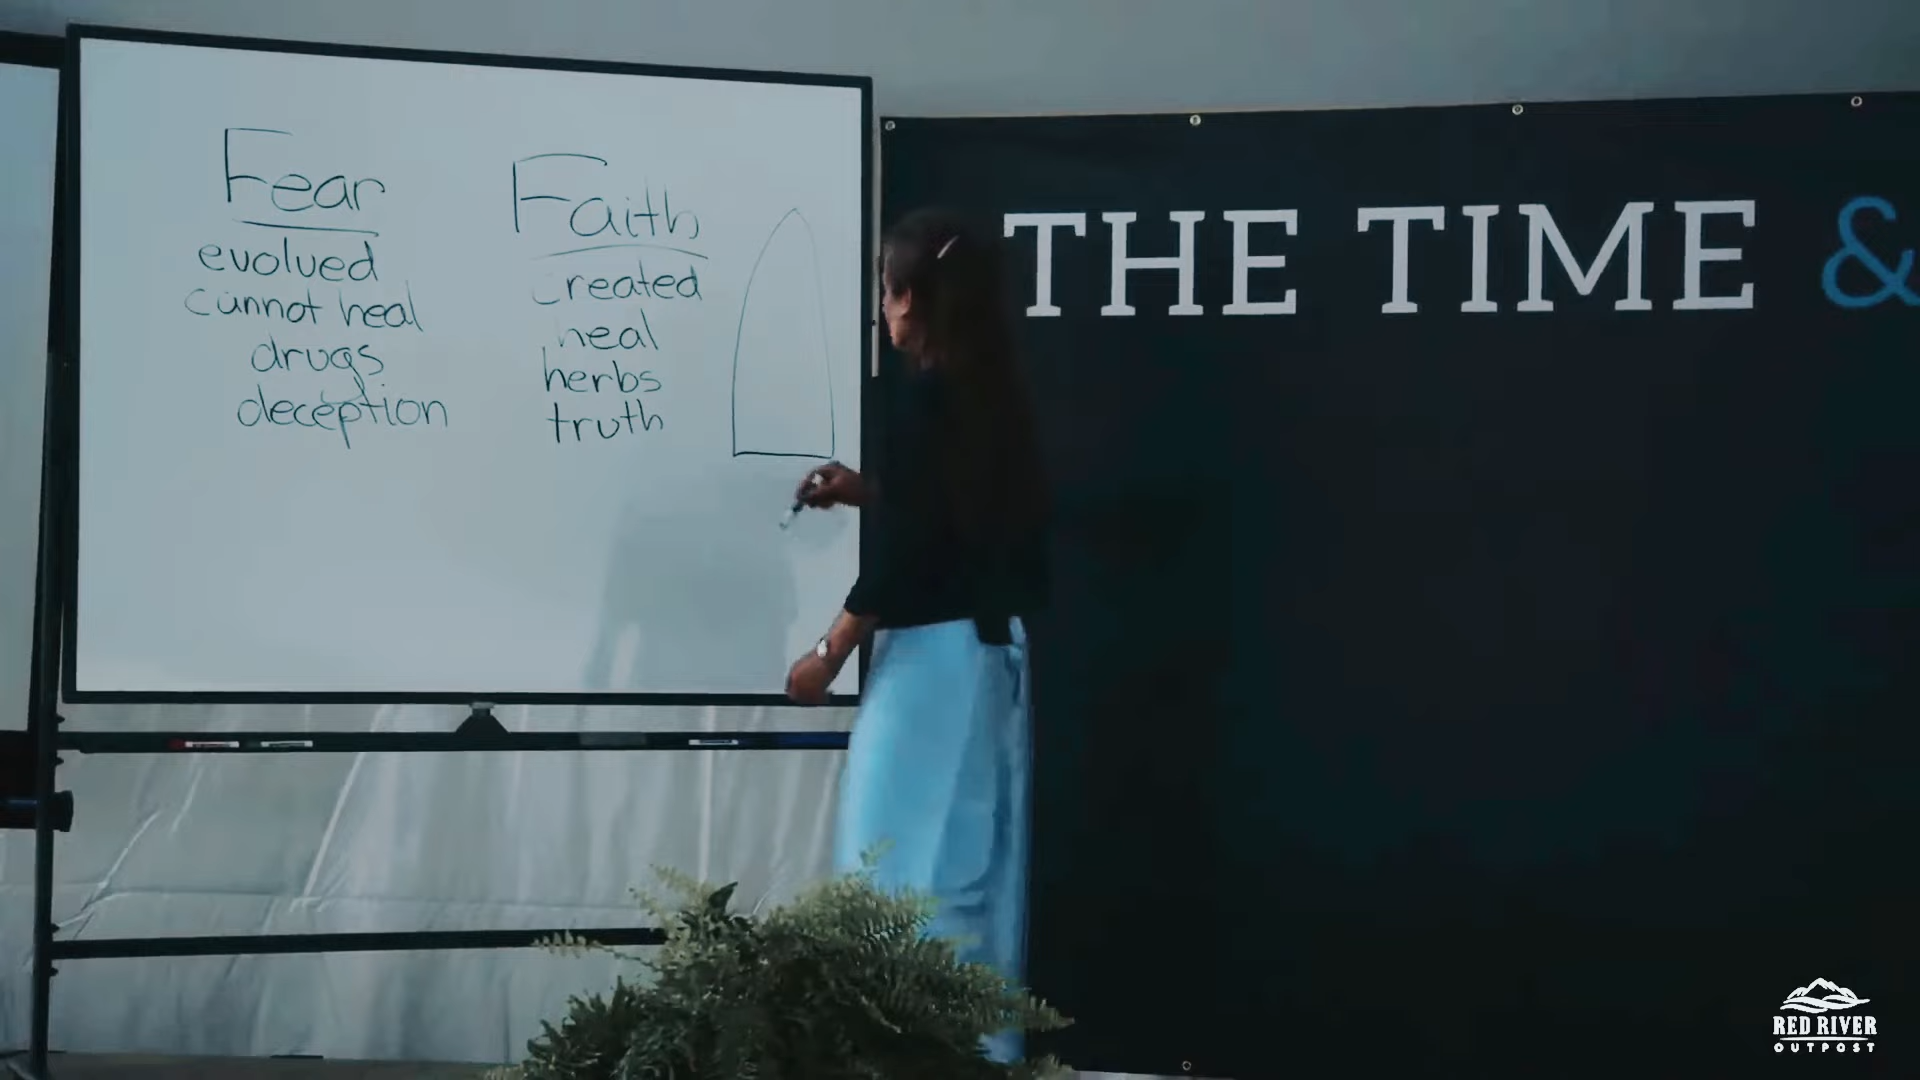 Fear
evolved
cannot heal
drugs
deception
Faith
created
heal
herbs
truth
THE TIME &
RED RIVER
OUTPOST